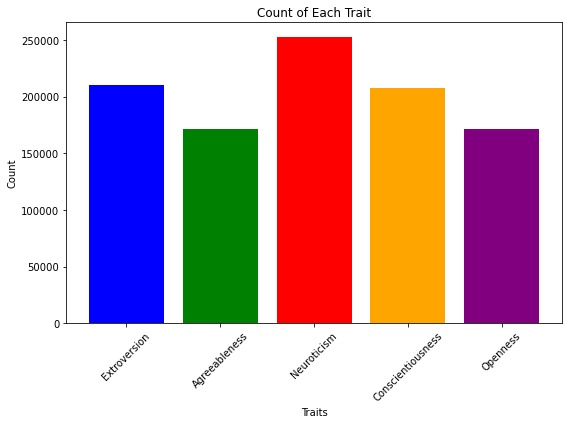 Count of Each Trait
250000
200000
150000
100000
50000
0
Count
Extroversion
Agreeableness
Neuroticism
Conscientiousness
Openness
Traits